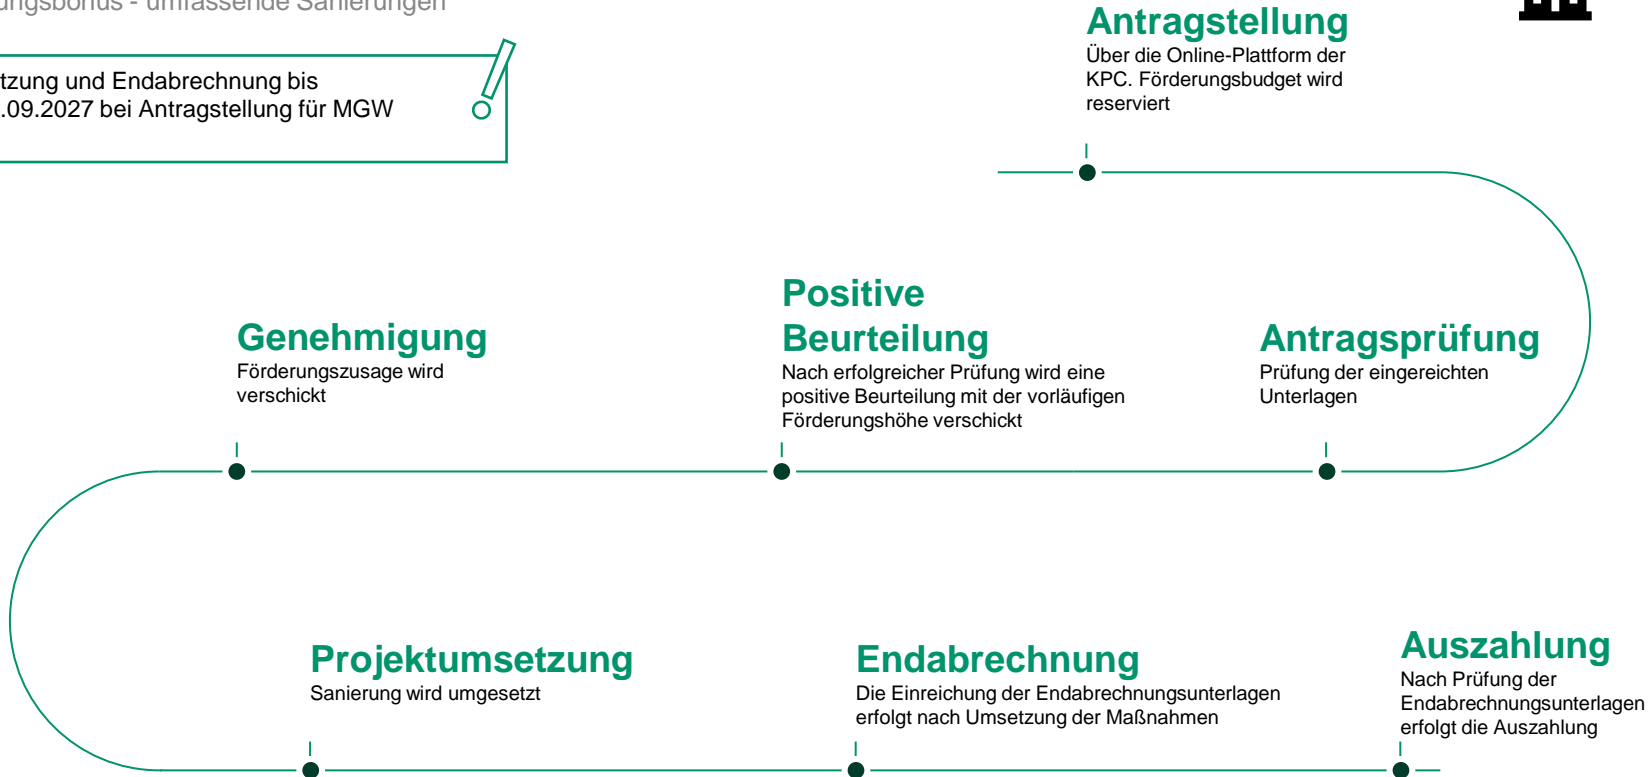 ungsbonus - umfassende Sanierungen
tzung und Endabrechnung bis
.09.2027 bei Antragstellung für MGW
Antragstellung
Über die Online-Plattform der
KPC. Förderungsbudget wird
reserviert
Genehmigung
Förderungszusage wird
verschickt
Positive
Beurteilung
Nach erfolgreicher Prüfung wird eine
positive Beurteilung mit der vorläufigen
Förderungshöhe verschickt
Antragsprüfung
Prüfung der eingereichten
Unterlagen
Projektumsetzung
Sanierung wird umgesetzt
Endabrechnung
Die Einreichung der Endabrechnungsunterlagen
erfolgt nach Umsetzung der Maßnahmen
Auszahlung
Nach Prüfung der
Endabrechnungsunterlagen
erfolgt die Auszahlung